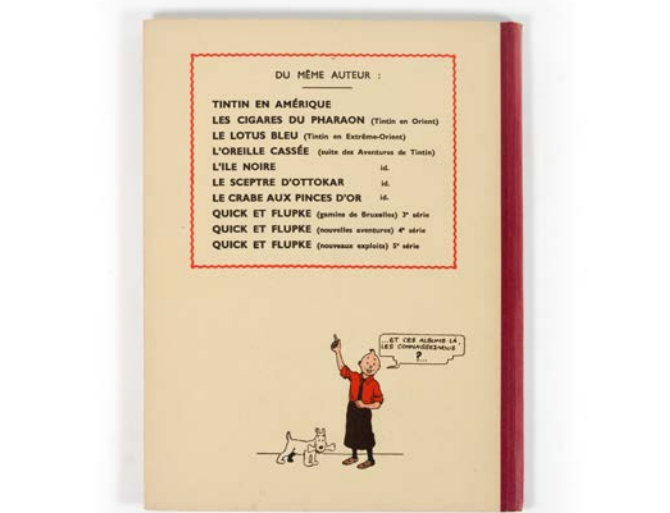 DU MÊME AUTEUR :
TINTIN EN AMÉRIQUE
LES CIGARES DU PHARAON (Tintin en Orient)
LE LOTUS BLEU (Tintin en Extrême-Orient)
L'OREILLE CASSÉE (suite des Aventures de Tintin)
L'ILE NOIRE id.
LE SCEPTRE D'OTTOKAR id.
LE CRABE AUX PINCES D'OR id.
QUICK ET FLUPKE (gamins de Bruxelles) 3e série
QUICK ET FLUPKE (nouvelles aventures) 4e série
QUICK ET FLUPKE (nouveaux exploits) 5e série
...ET CES ALBUMS LÀ,
LES CONNAISSEZ-VOUS
?...